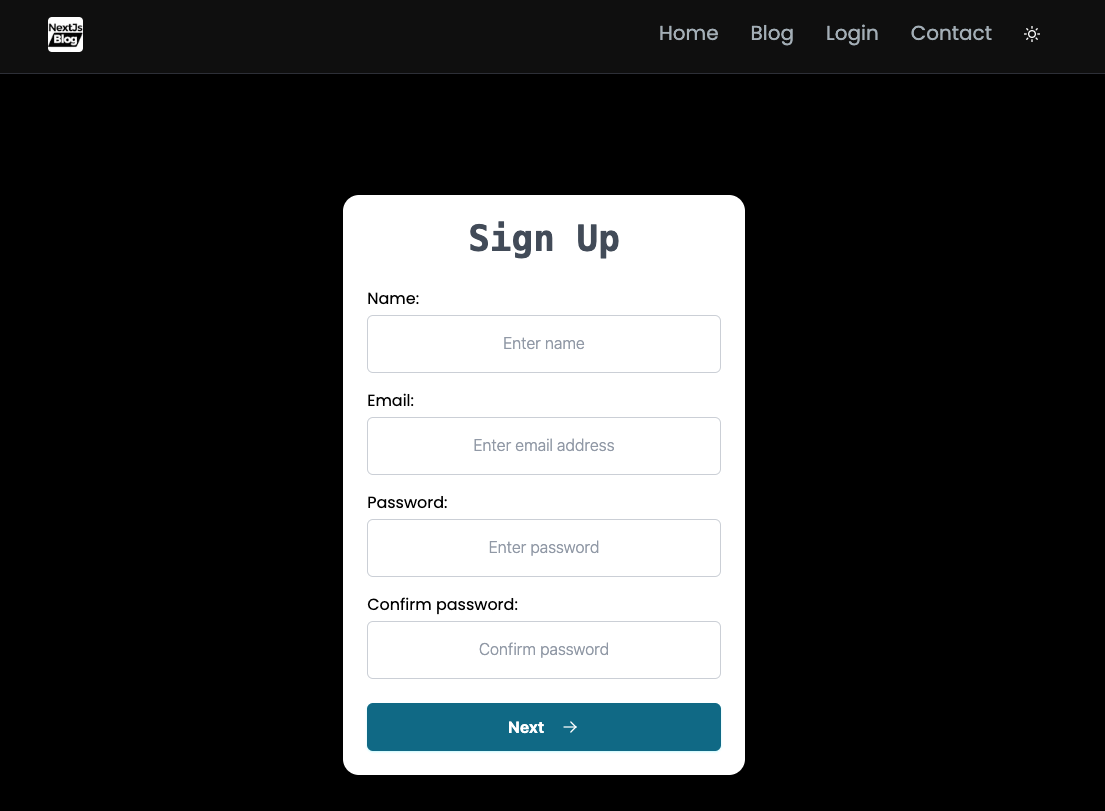 NextJs
Blog
Home Blog Login Contact
Sign Up
Name:
Enter name
Email:
Enter email address
Password:
Enter password
Confirm password:
Confirm password
Next →